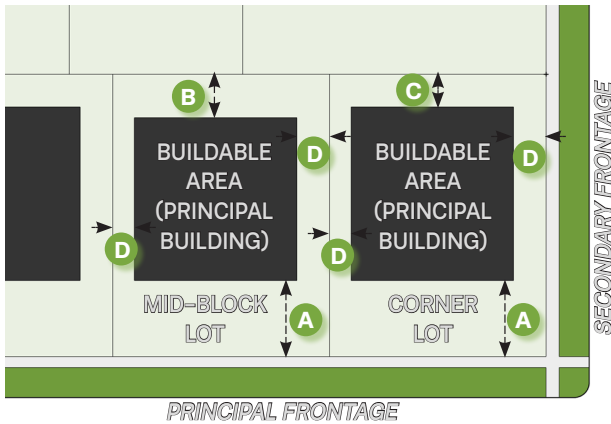 B
C
BUILDABLE
AREA
(PRINCIPAL
BUILDING)
D
BUILDABLE
AREA
(PRINCIPAL
BUILDING)
D
D
D
MID-BLOCK
LOT
A
CORNER
LOT
A
SECONDARY FRONTAGE
PRINCIPAL FRONTAGE